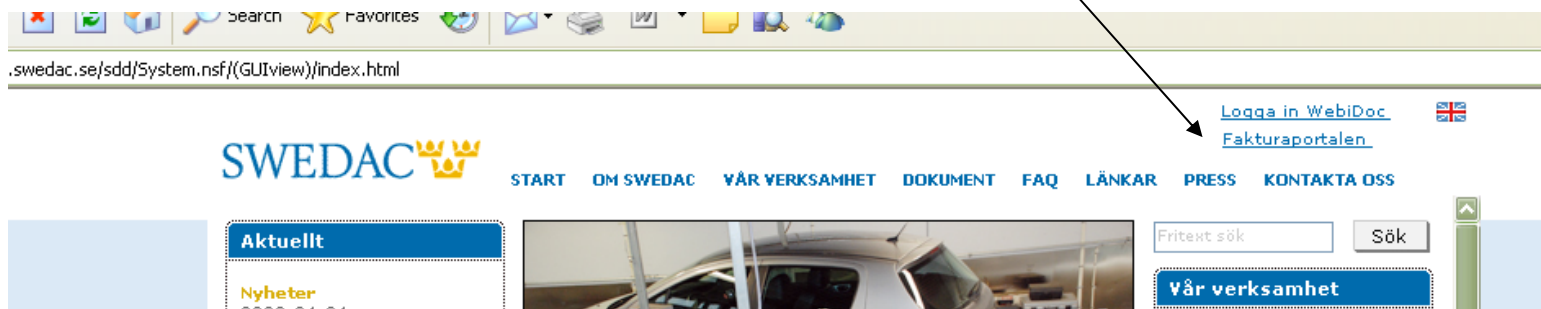 Search Favorites
.swedac.se/sdd/System.nsf/(GUIview)/index.html
Logga in WebiDoc
Fakturaportalen
SWEDAC
START OM SWEDAC VÅR VERKSAMHET DOKUMENT FAQ LÄNKAR PRESS KONTAKTA OSS
Aktuellt
Fritext sök
Sök
Vår verksamhet
Nyheter